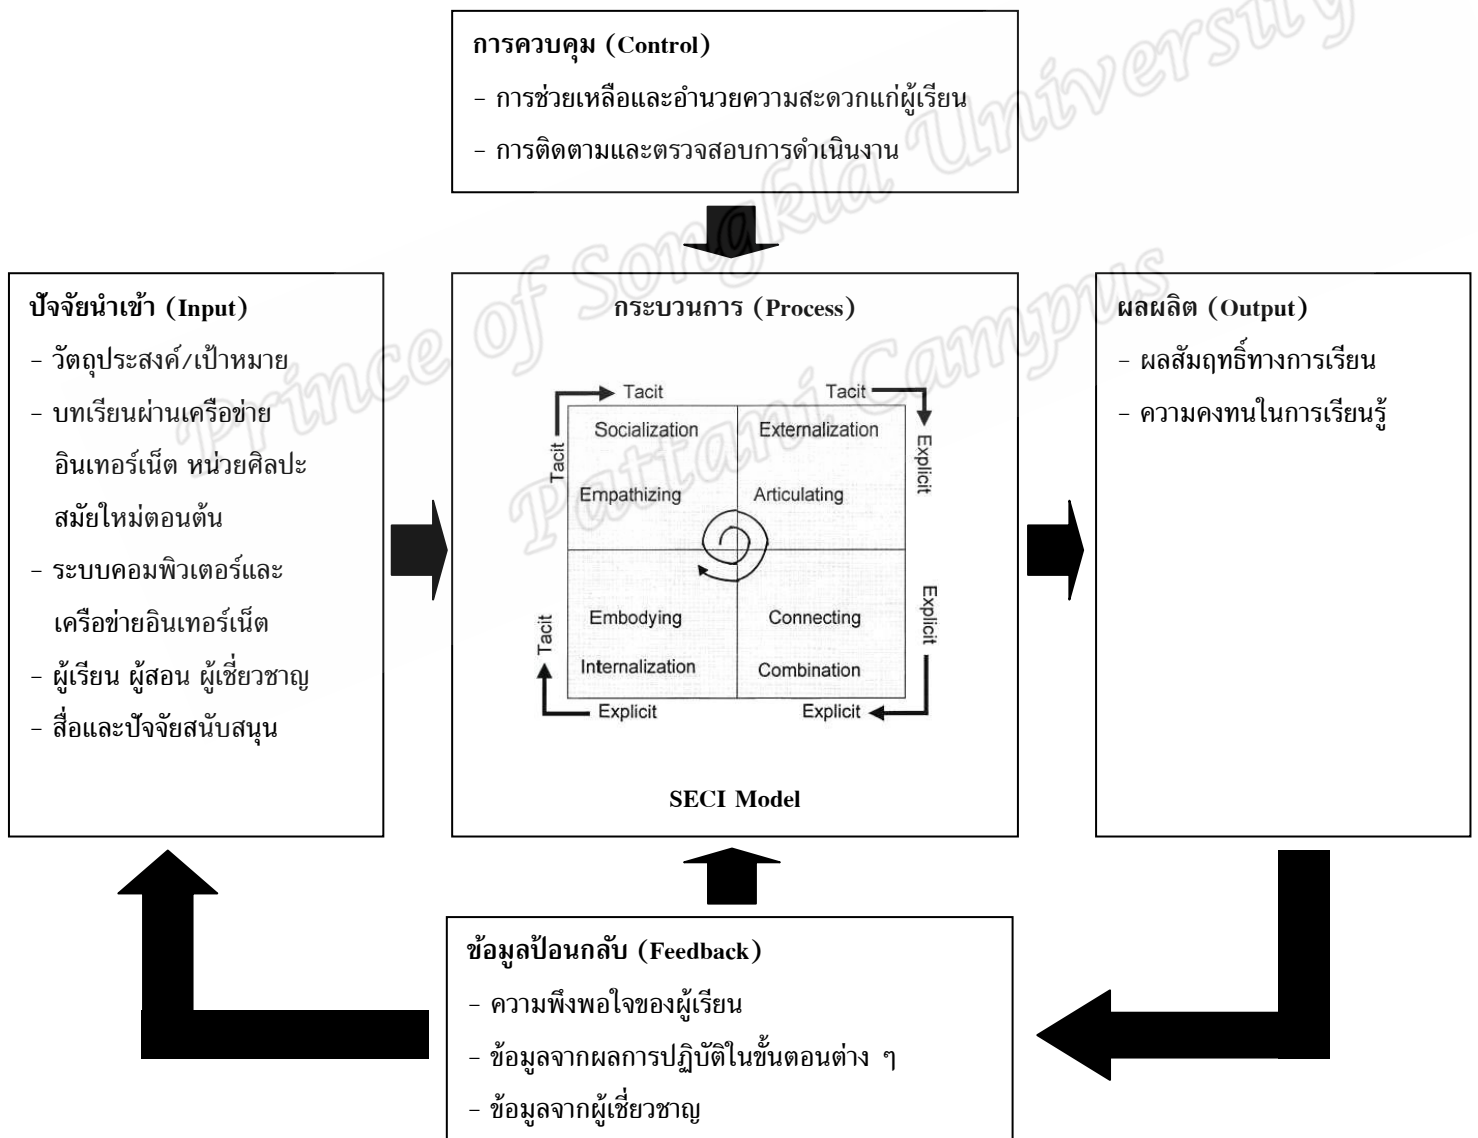 การควบคุม (Control)
- การช่วยเหลือและอำนวยความสะดวกแก่ผู้เรียน
- การติดตามและตรวจสอบการดำเนินงาน
ปัจจัยนำเข้า (Input)
- วัตถุประสงค์/เป้าหมาย
- บทเรียนผ่านเครือข่าย
อินเทอร์เน็ต หน่วยศิลปะ
สมัยใหม่ตอนต้น
- ระบบคอมพิวเตอร์และ
เครือข่ายอินเทอร์เน็ต
- ผู้เรียน ผู้สอน ผู้เชี่ยวชาญ
- สื่อและปัจจัยสนับสนุน
กระบวนการ (Process)
Tacit
Tacit
Tacit
Socialization
Externalization
Explicit
Empathizing
Articulating
Tacit
Embodying
Connecting
Explicit
Internalization
Combination
Explicit
Explicit
SECI Model
ผลผลิต (Output)
- ผลสัมฤทธิ์ทางการเรียน
- ความคงทนในการเรียนรู้
ข้อมูลป้อนกลับ (Feedback)
- ความพึงพอใจของผู้เรียน
- ข้อมูลจากผลการปฏิบัติในขั้นตอนต่าง ๆ
- ข้อมูลจากผู้เชี่ยวชาญ
Prince of Songkla University
Pattani Campus